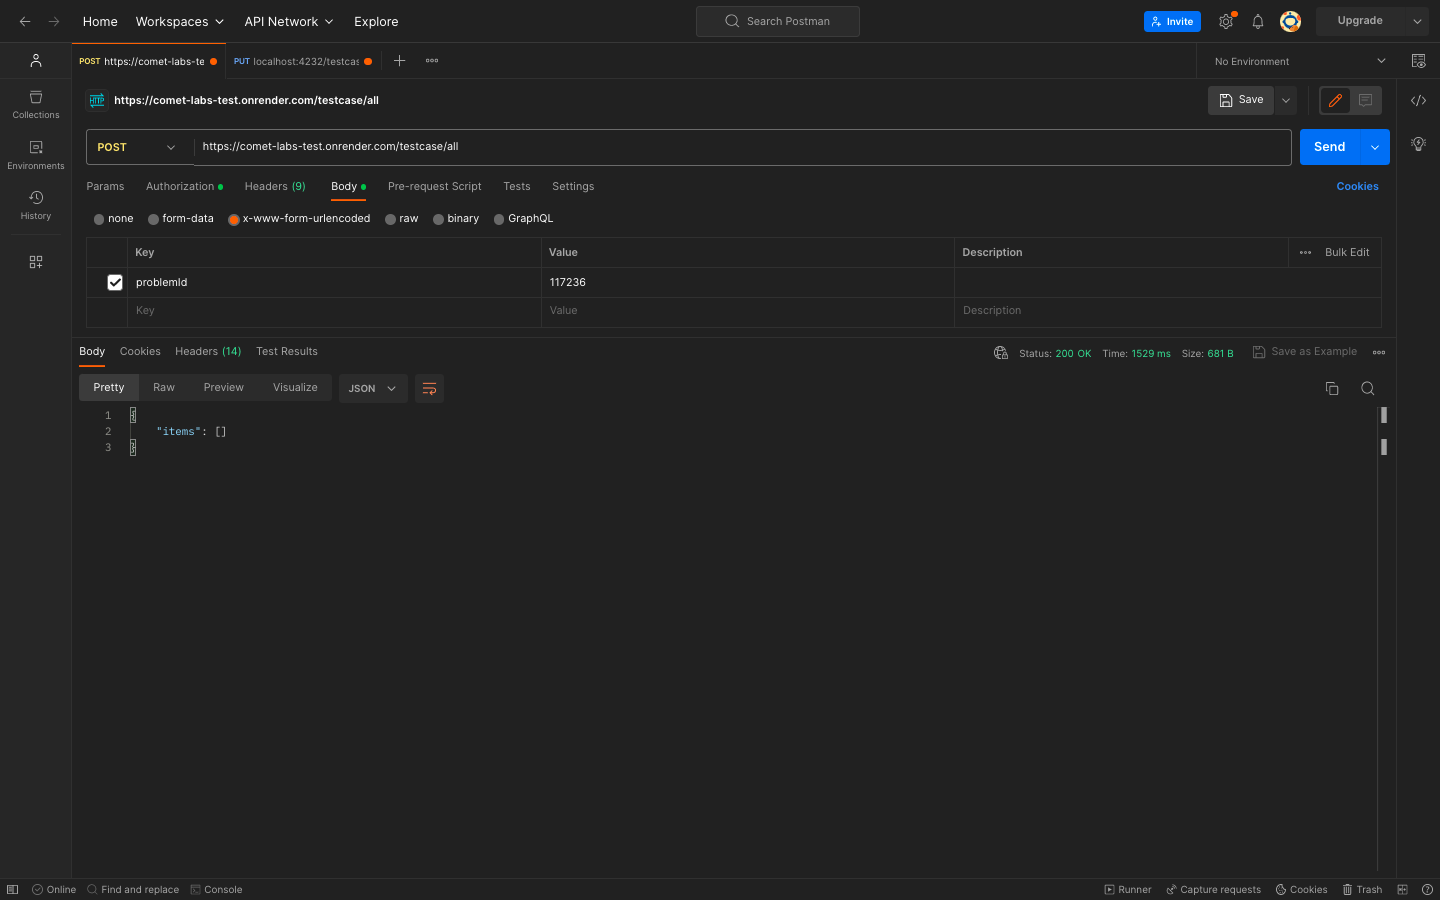 Home Workspaces API Network Explore Search Postman Invite Upgrade
POST https://comet-labs-te PUT localhost:4232/testcas No Environment
HTTP https://comet-labs-test.onrender.com/testcase/all Save
Collections
Environments
History
POST https://comet-labs-test.onrender.com/testcase/all Send
Params Authorization Headers (9) Body Pre-request Script Tests Settings Cookies
none form-data x-www-form-urlencoded raw binary GraphQL
Key Value Description Bulk Edit
problemId 117236
Key Value Description
Body Cookies Headers (14) Test Results Status: 200 OK Time: 1529 ms Size: 681 B Save as Example
Pretty Raw Preview Visualize JSON
1 {
2 "items": []
3 }
Online Find and replace Console Runner Capture requests Cookies Trash